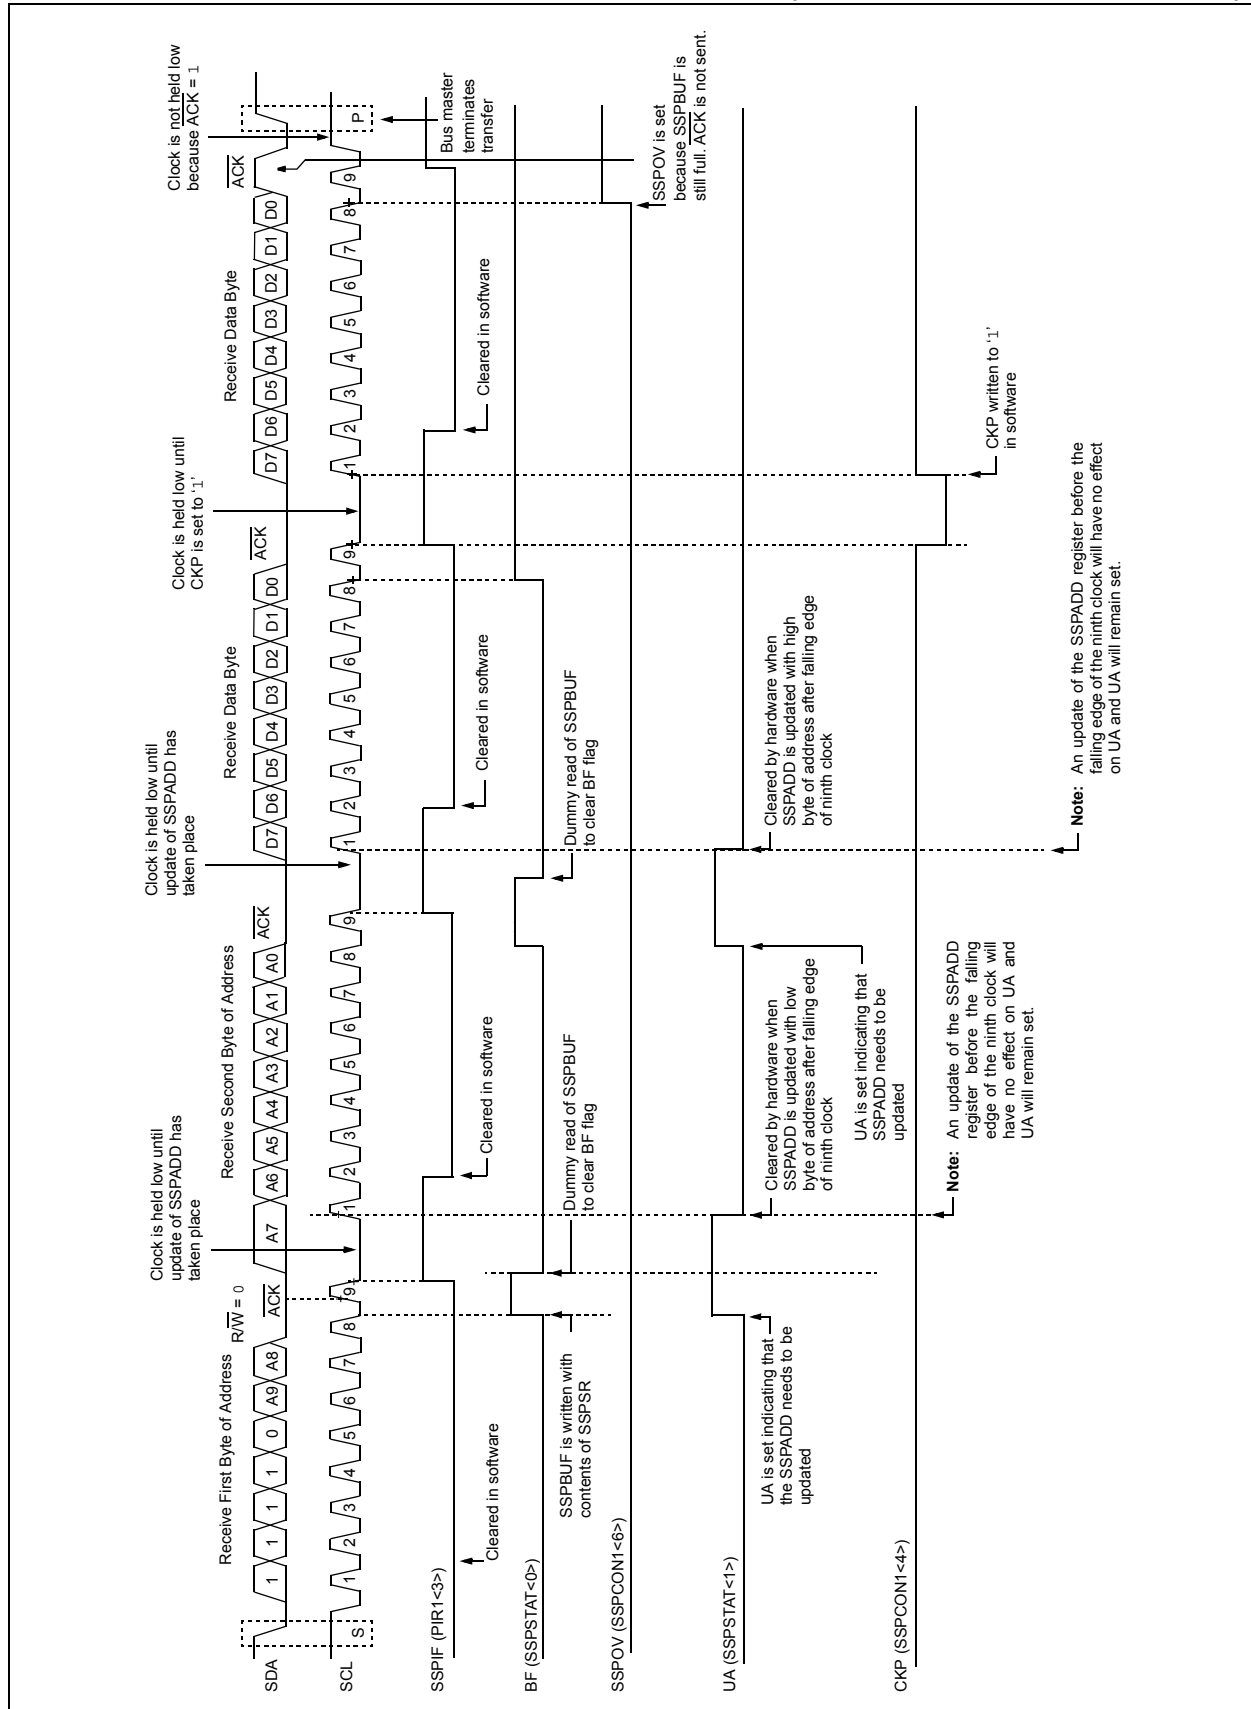 Receive First Byte of Address
R/W = 0
ACK
Clock is held low until
update of SSPADD has
taken place
Receive Second Byte of Address
ACK
Clock is held low until
update of SSPADD has
taken place
Receive Data Byte
ACK
Clock is held low until
CKP is set to ‘1’
Receive Data Byte
ACK
Clock is not held low
because ACK = 1
SDA 1 1 1 1 0 A9 A8 A7 A6 A5 A4 A3 A2 A1 A0 D7 D6 D5 D4 D3 D2 D1 D0 D7 D6 D5 D4 D3 D2 D1 D0
SCL S 1 2 3 4 5 6 7 8 9 1 2 3 4 5 6 7 8 9 1 2 3 4 5 6 7 8 9 1 2 3 4 5 6 7 8 9 P
Bus master
terminates
transfer
SSPIF (PIR1<3>)
Cleared in software
Cleared in software
Cleared in software
Cleared in software
BF (SSPSTAT<0>)
SSPBUF is written with
contents of SSPSR
Dummy read of SSPBUF
to clear BF flag
Dummy read of SSPBUF
to clear BF flag
SSPOV (SSPCON1<6>)
SSPOV is set
because SSPBUF is
still full. ACK is not sent.
UA (SSPSTAT<1>)
UA is set indicating that
the SSPADD needs to be
updated
Cleared by hardware when
SSPADD is updated with low
byte of address after falling edge
of ninth clock
UA is set indicating that
SSPADD needs to be
updated
Cleared by hardware when
SSPADD is updated with high
byte of address after falling edge
of ninth clock
CKP (SSPCON1<4>)
CKP written to ‘1’
in software
Note: An update of the SSPADD
register before the falling
edge of the ninth clock will
have no effect on UA and
UA will remain set.
Note: An update of the SSPADD register before the
falling edge of the ninth clock will have no effect
on UA and UA will remain set.